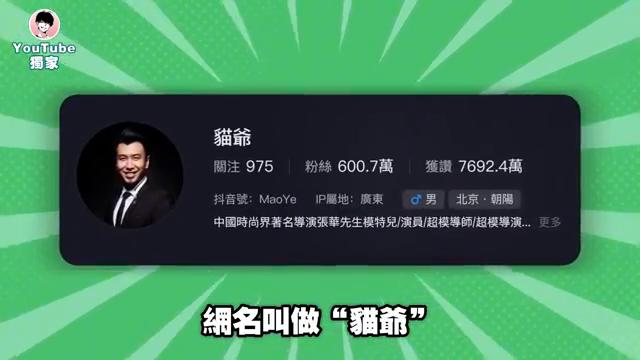 YouTube
獨家
貓爺
關注 975 粉絲 600.7萬 獲讚 7692.4萬
抖音號：MaoYe IP屬地：廣東 ♂男 北京·朝陽
中國時尚界著名導演張華先生模特兒/演員/超模導師/超模導演... 更多
網名叫做“貓爺”